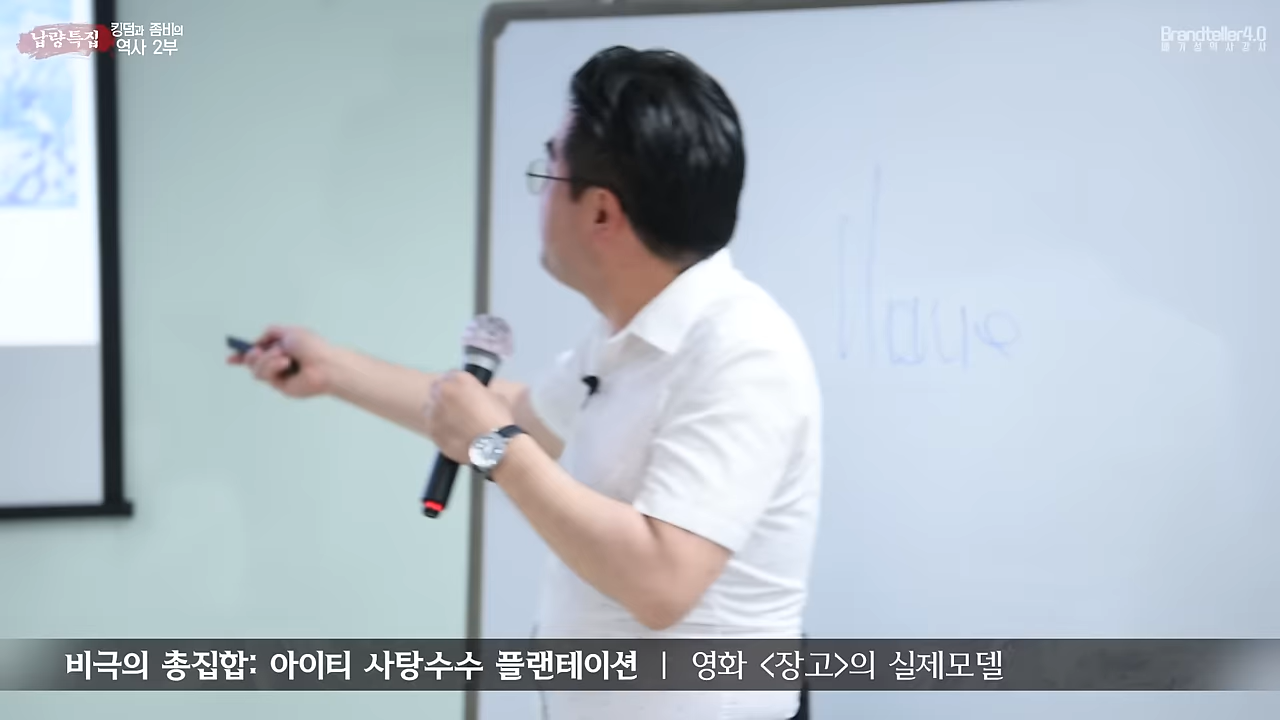 납량특집
킹덤과 좀비의
역사 2부
Brandteller4.0
비극의 총집합: 아이티 사탕수수 플랜테이션 | 영화 <장고>의 실제모델